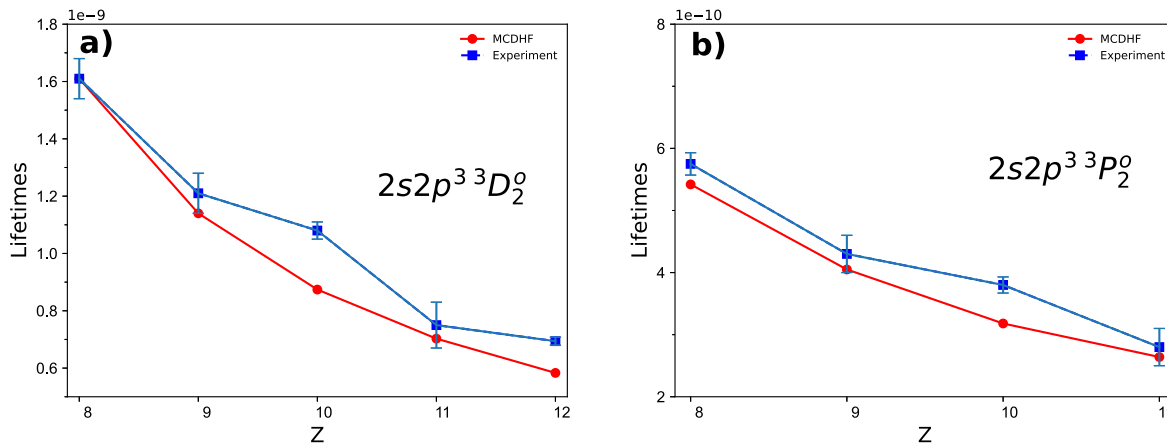 1e−9
a)
MCDHF
Experiment
2s2p³ ³D₂ᵒ
Lifetimes
1.8
1.6
1.4
1.2
1.0
0.8
0.6
8 9 10 11 12
Z
1e−10
b)
MCDHF
Experiment
2s2p³ ³P₂ᵒ
Lifetimes
8
6
4
2
8 9 10 1
Z